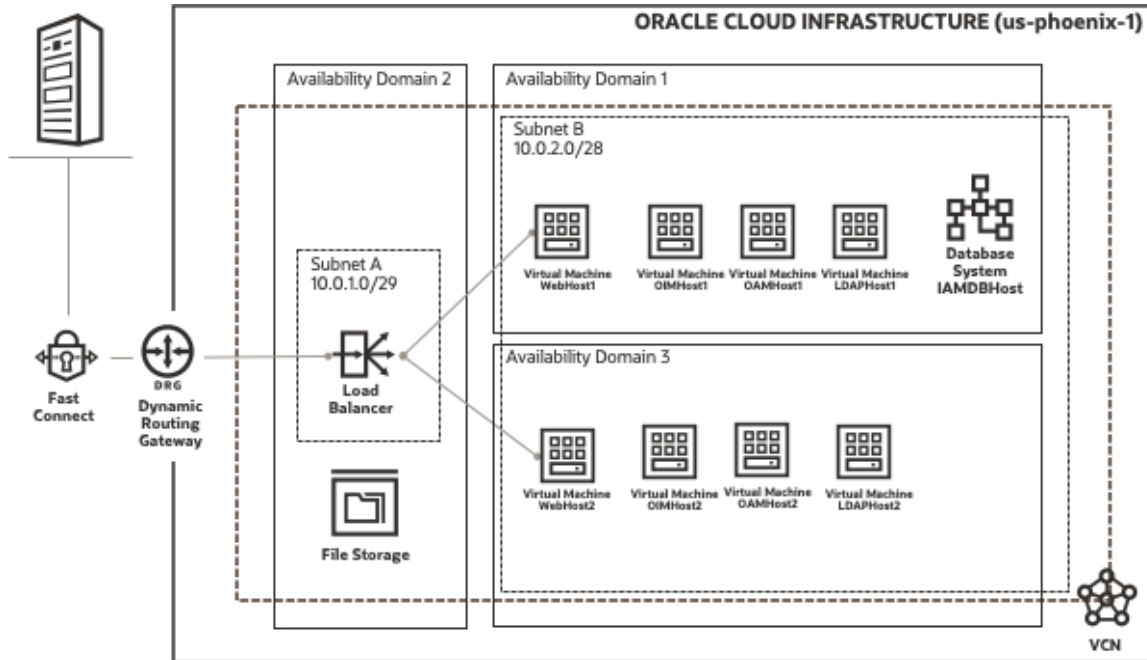 ORACLE CLOUD INFRASTRUCTURE (us-phoenix-1)
Availability Domain 2
Availability Domain 1
Subnet B
10.0.2.0/28
Virtual Machine
WebHost1
Virtual Machine
OIMHost1
Virtual Machine
OAMHost1
Virtual Machine
LDAPHost1
Database
System
IAMDBHost
Subnet A
10.0.1.0/29
Load
Balancer
Fast
Connect
DRG
Dynamic
Routing
Gateway
Availability Domain 3
Virtual Machine
WebHost2
Virtual Machine
OIMHost2
Virtual Machine
OAMHost2
Virtual Machine
LDAPHost2
File Storage
VCN